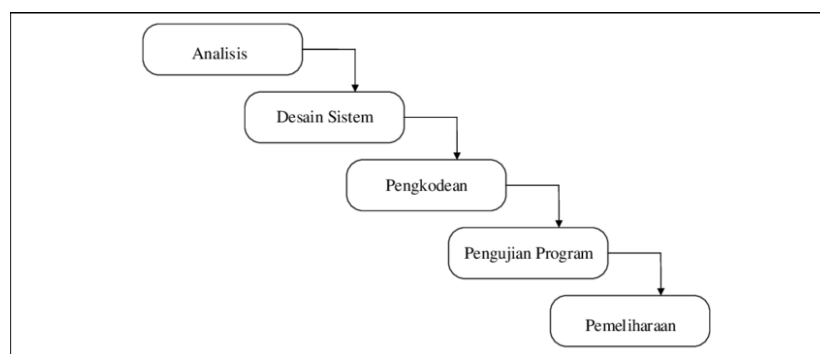 Analisis
Desain Sistem
Pengkodean
Pengujian Program
Pemeliharaan